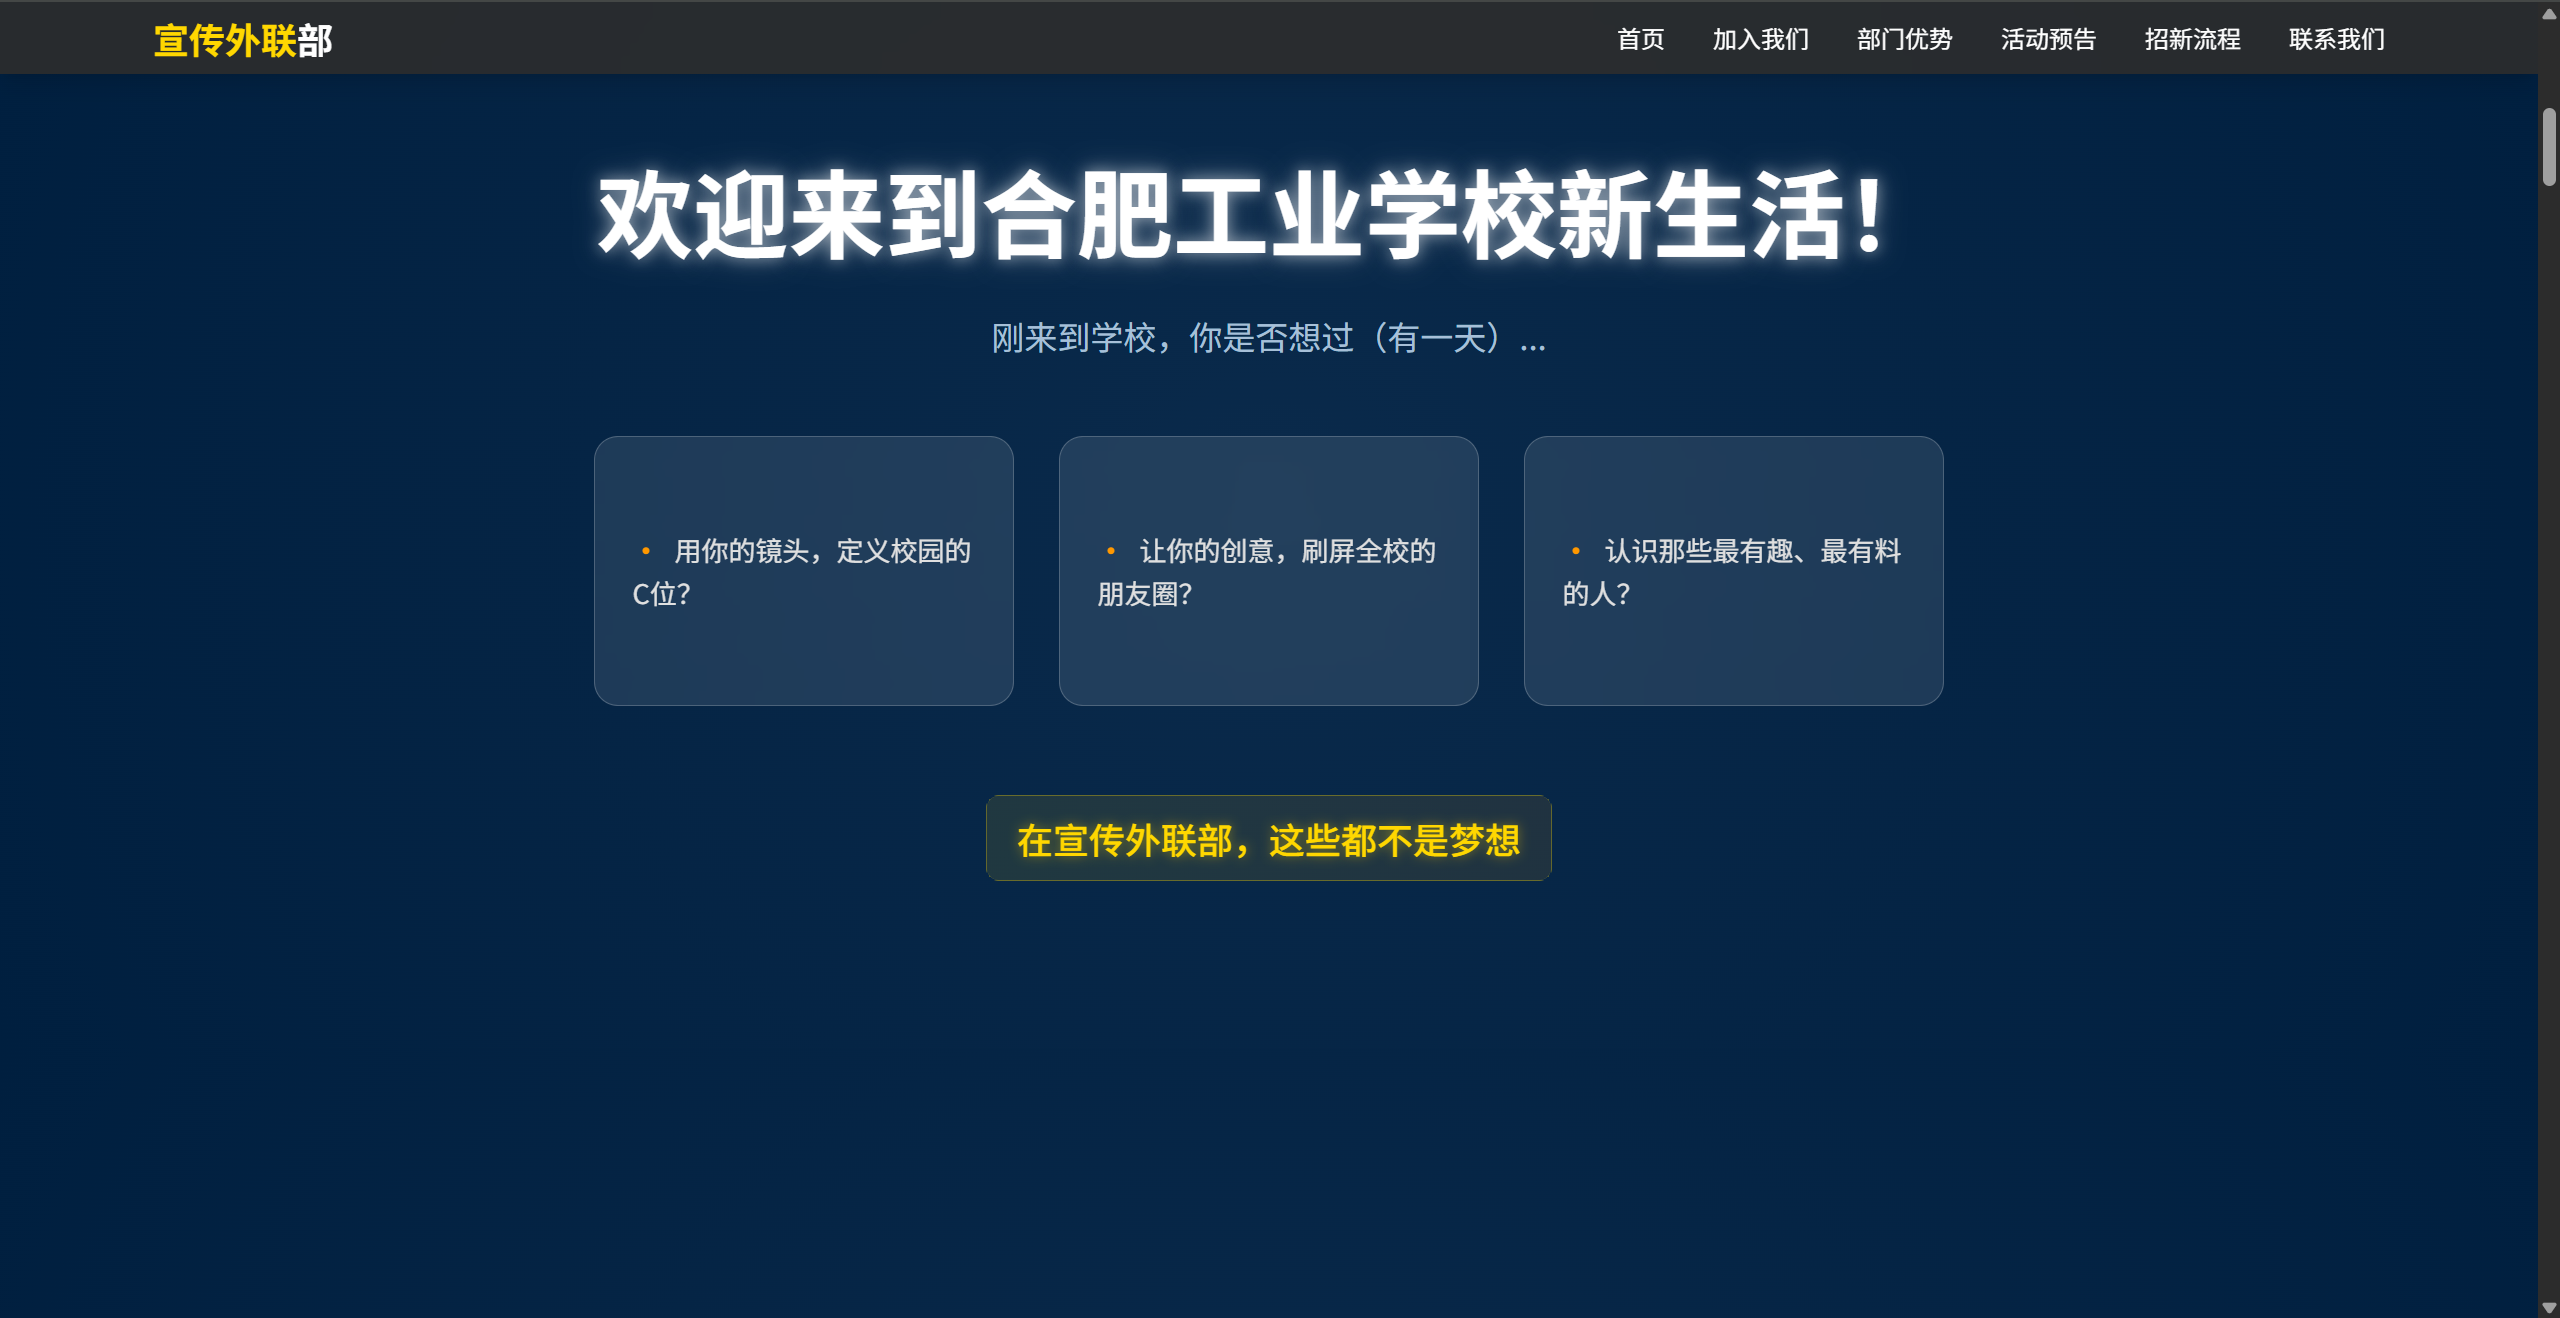 宣传外联部
首页 加入我们 部门优势 活动预告 招新流程 联系我们
欢迎来到合肥工业学校新生活！
刚来到学校，你是否想过（有一天）...
• 用你的镜头，定义校园的
C位？
• 让你的创意，刷屏全校的
朋友圈？
• 认识那些最有趣、最有料
的人？
在宣传外联部，这些都不是梦想